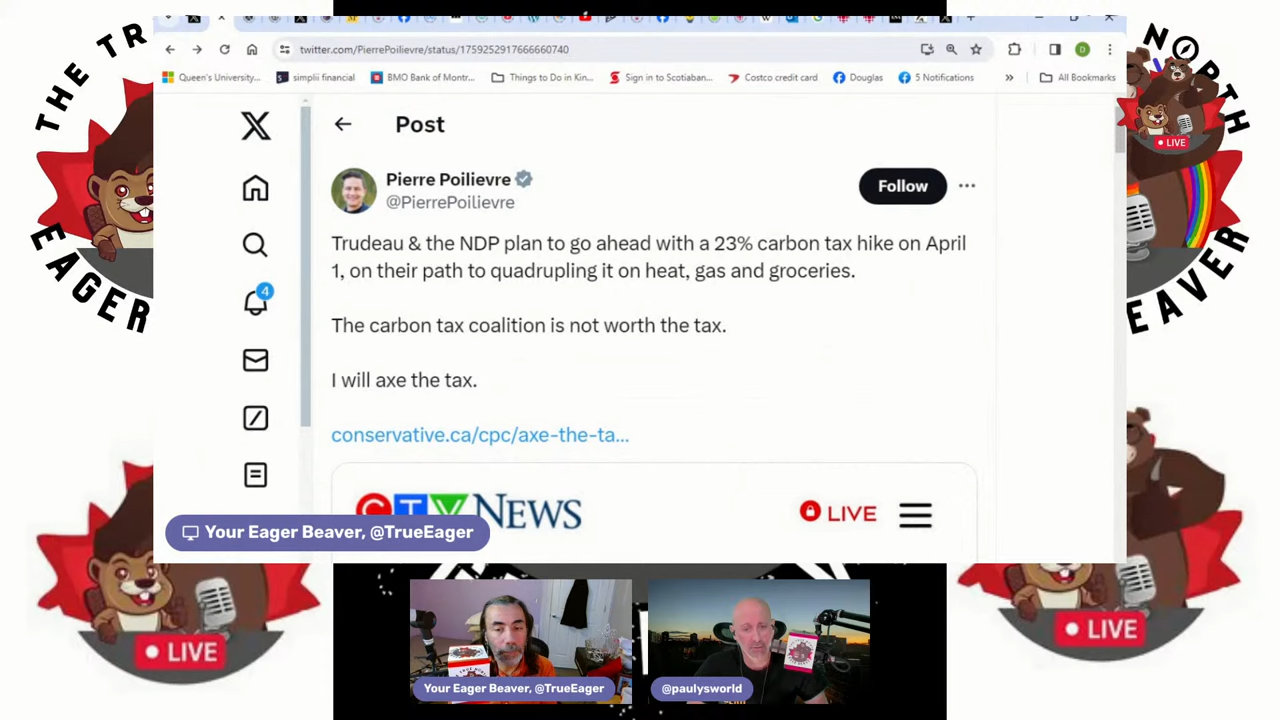 twitter.com/PierrePoilievre/status/1759252917666660740
Queen's University...
simplii financial
BMO Bank of Montr...
Things to Do in Kin...
Sign in to Scotiaban...
Costco credit card
Douglas
5 Notifications
»
All Bookmarks
D
THE TR
EAGER
NORTH
BEAVER
LIVE
4
Post
Pierre Poilievre
@PierrePoilievre
Follow
Trudeau & the NDP plan to go ahead with a 23% carbon tax hike on April
1, on their path to quadrupling it on heat, gas and groceries.
The carbon tax coalition is not worth the tax.
I will axe the tax.
conservative.ca/cpc/axe-the-ta...
CTV NEWS
LIVE
Your Eager Beaver, @TrueEager
LIVE
LIVE
Your Eager Beaver, @TrueEager
@paulysworld